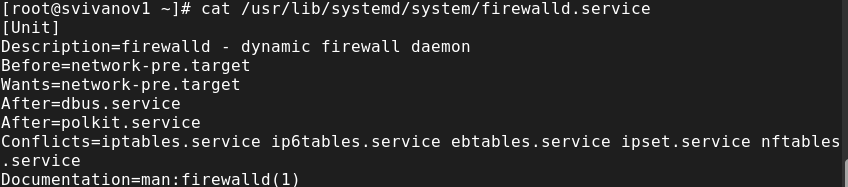 [root@svivanov1 ~]# cat /usr/lib/systemd/system/firewalld.service
[Unit]
Description=firewalld - dynamic firewall daemon
Before=network-pre.target
Wants=network-pre.target
After=dbus.service
After=polkit.service
Conflicts=iptables.service ip6tables.service ebtables.service ipset.service nftables
.service
Documentation=man:firewalld(1)